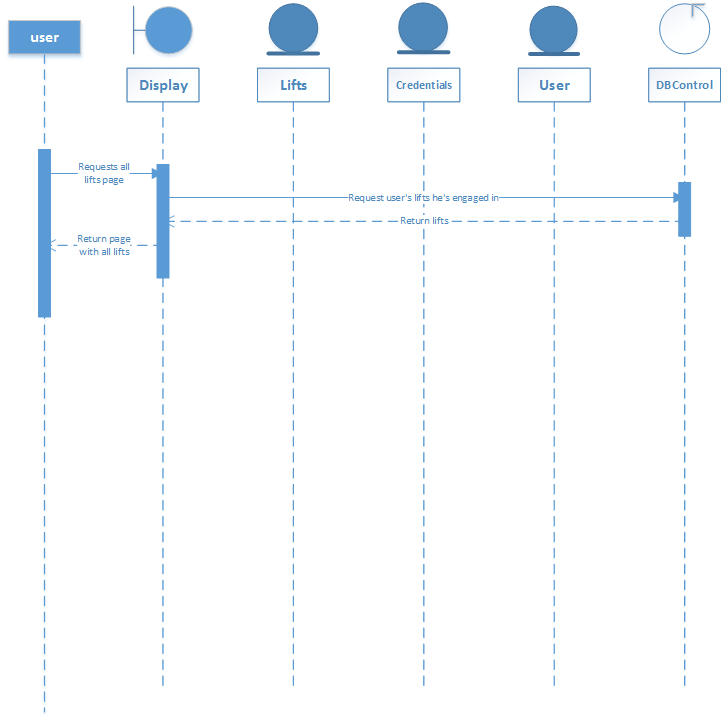 user
Display
Lifts
Credentials
User
DBControl
Requests all
lifts page
Request user's lifts he's engaged in
Return lifts
Return page
with all lifts